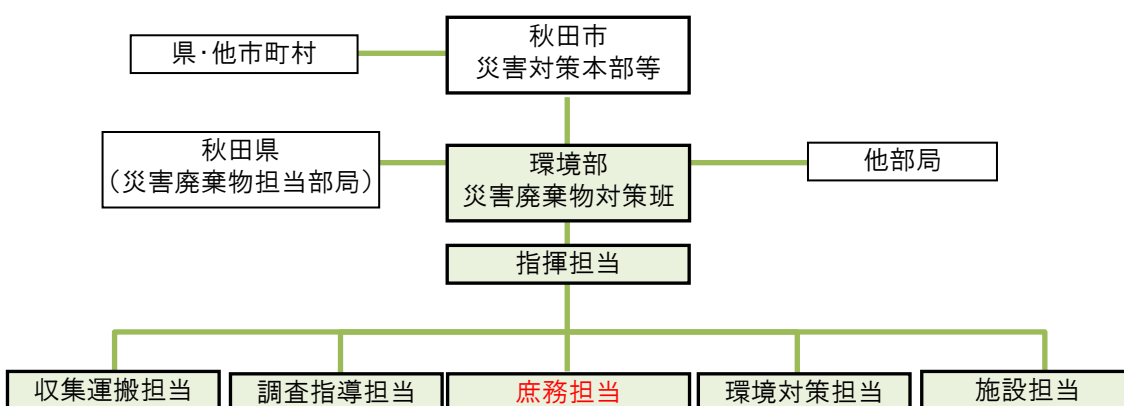 県・他市町村
秋田市
災害対策本部等
秋田県
（災害廃棄物担当部局）
環境部
災害廃棄物対策班
他部局
指揮担当
収集運搬担当
調査指導担当
庶務担当
環境対策担当
施設担当